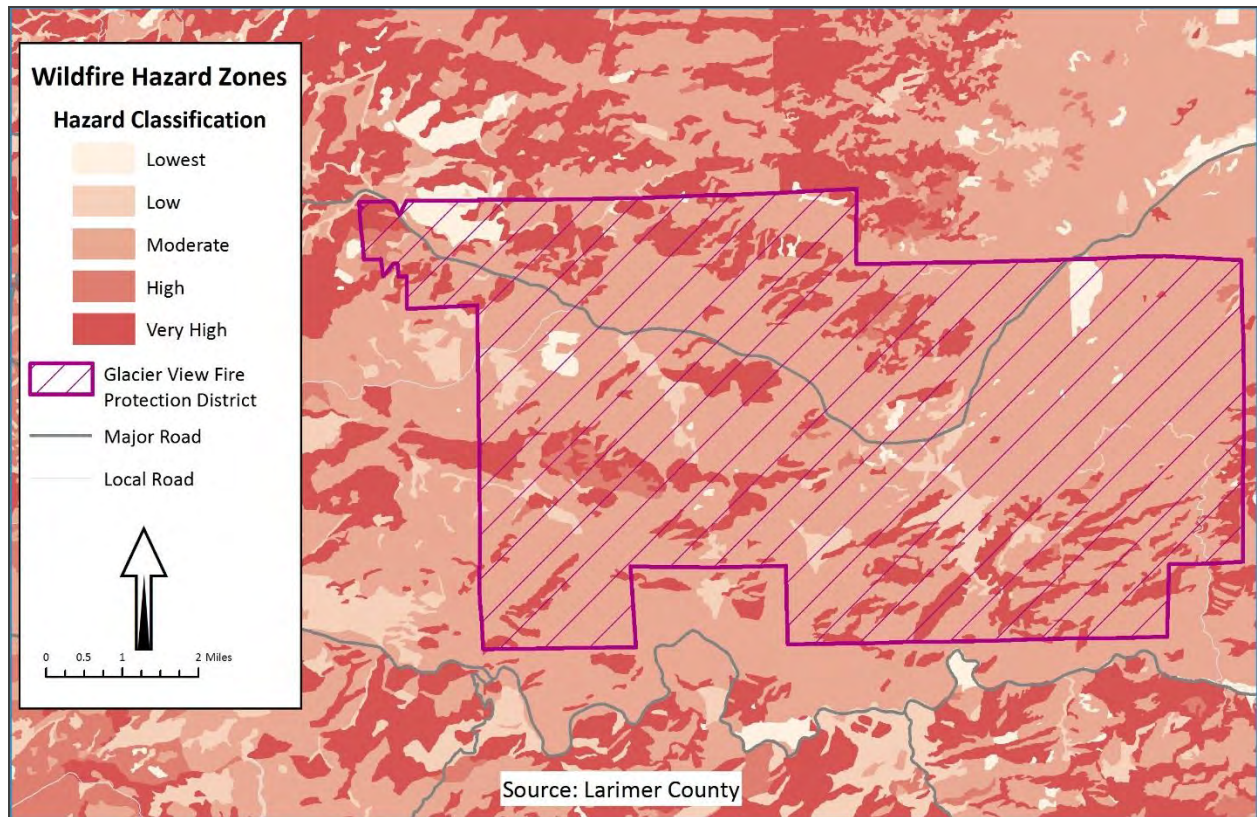 Wildfire Hazard Zones
Hazard Classification
Lowest
Low
Moderate
High
Very High
Glacier View Fire
Protection District
Major Road
Local Road
0 0.5 1 2 Miles
Source: Larimer County